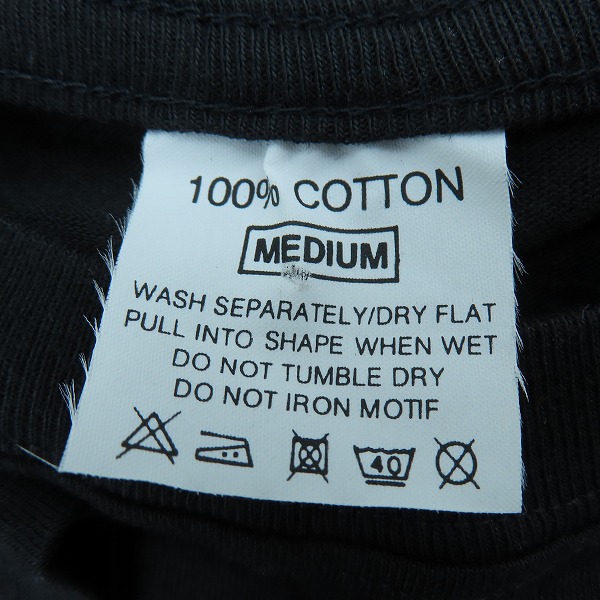 100% COTTON
MEDIUM
WASH SEPARATELY/DRY FLAT
PULL INTO SHAPE WHEN WET
DO NOT TUMBLE DRY
DO NOT IRON MOTIF
40